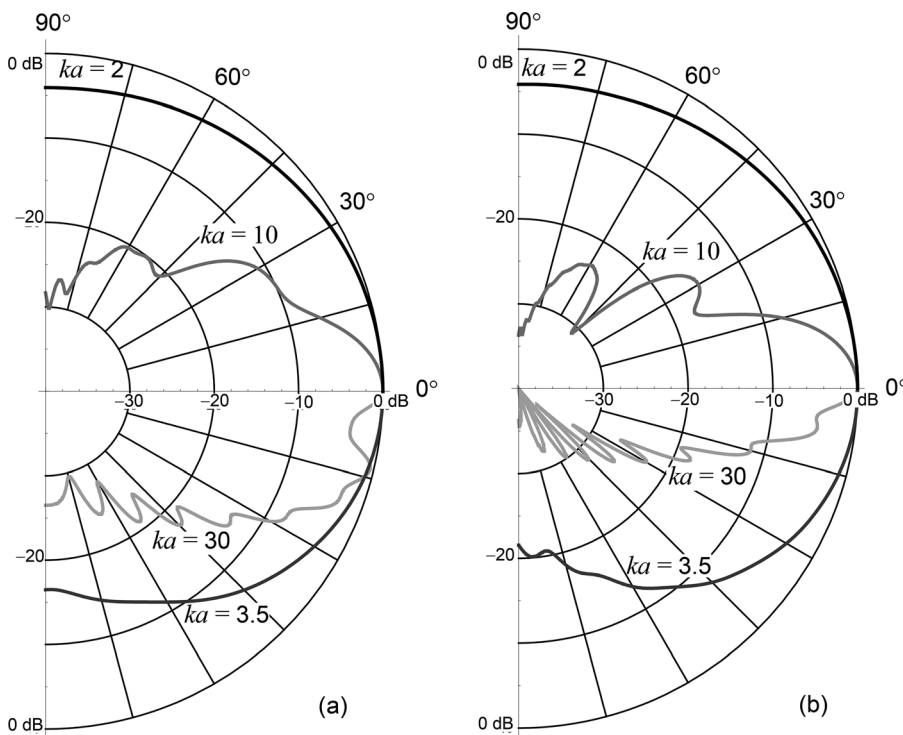 90°
0 dB
ka = 2
60°
30°
–20
ka = 10
0°
–30
–20
–10
0 dB
ka = 30
–20
ka = 3.5
0 dB
(a)
90°
0 dB
ka = 2
60°
30°
–20
ka = 10
0°
–30
–20
–10
0 dB
ka = 30
–20
ka = 3.5
0 dB
(b)